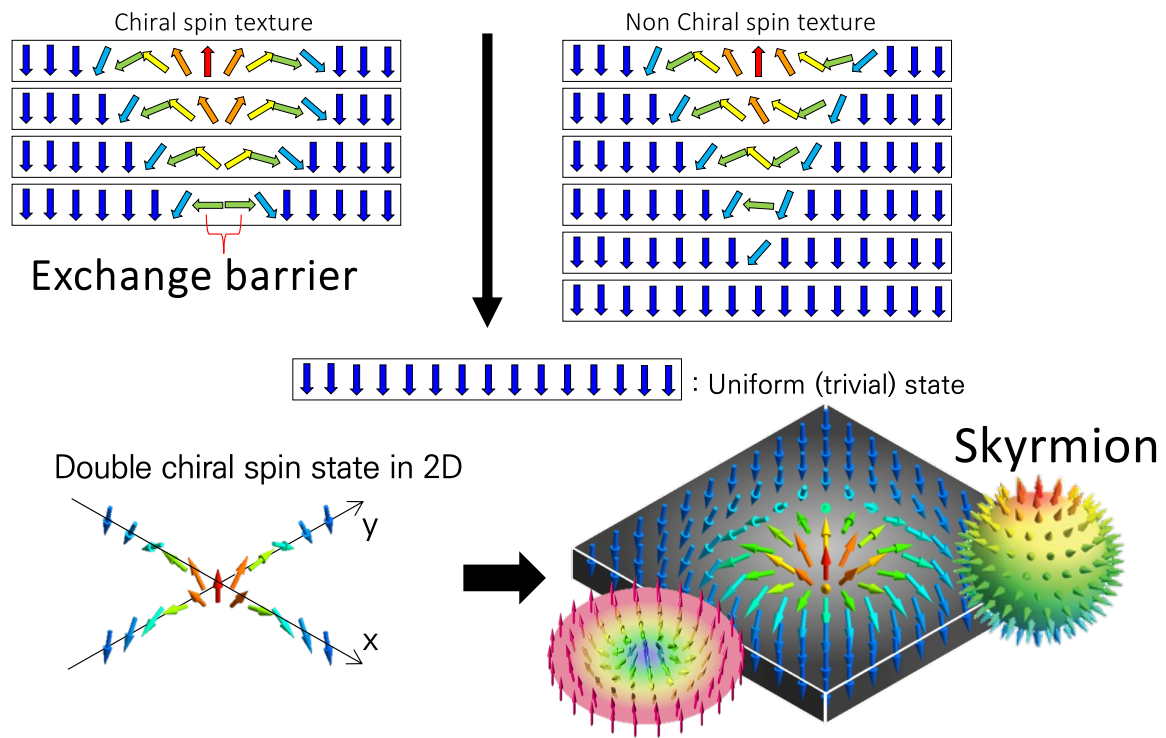 Chiral spin texture
Non Chiral spin texture
Exchange barrier
: Uniform (trivial) state
Double chiral spin state in 2D
Skyrmion
y
x